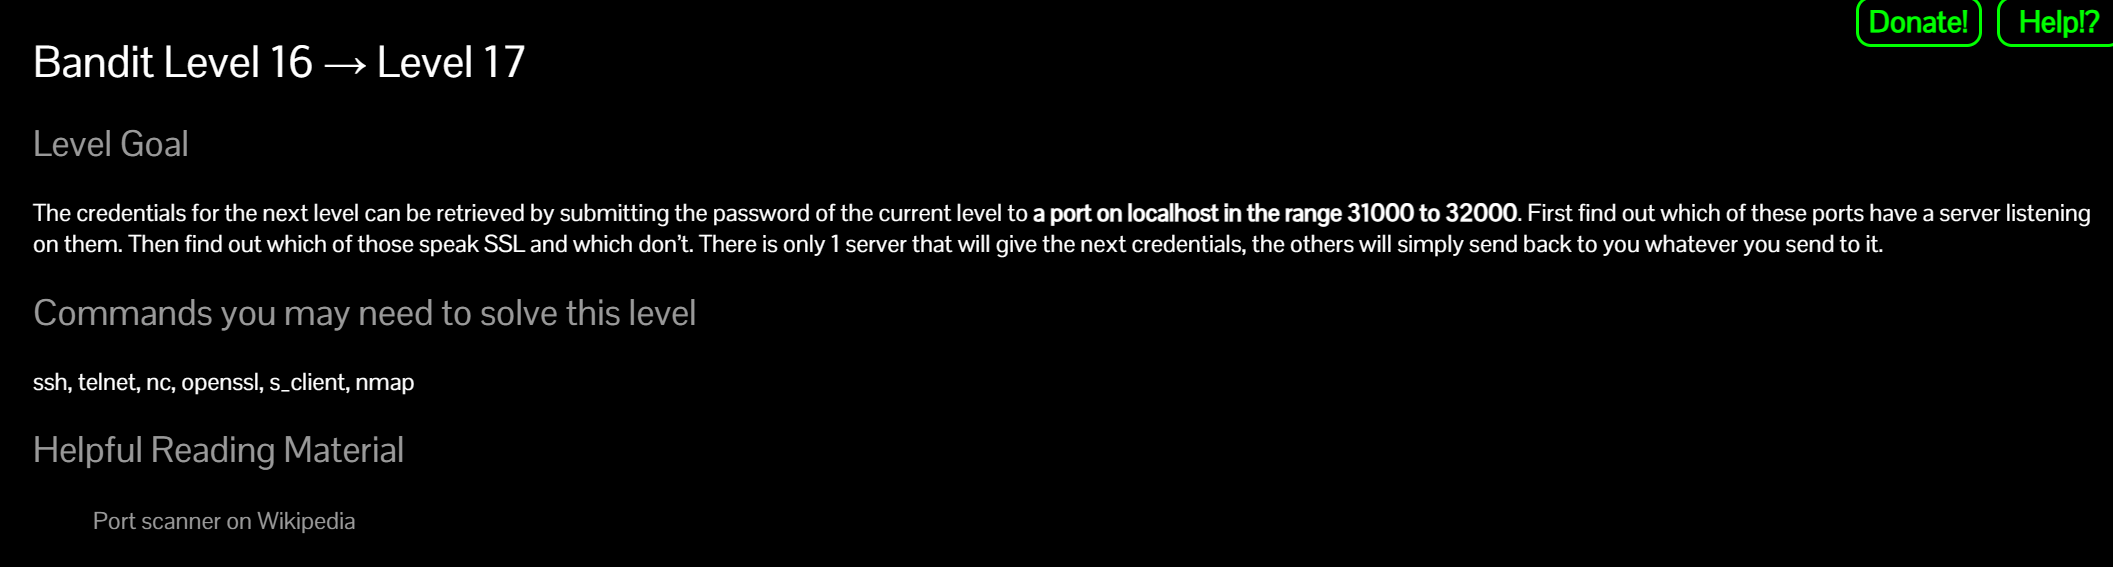 Donate! Help!?
Bandit Level 16 → Level 17
Level Goal
The credentials for the next level can be retrieved by submitting the password of the current level to a port on localhost in the range 31000 to 32000. First find out which of these ports have a server listening
on them. Then find out which of those speak SSL and which don’t. There is only 1 server that will give the next credentials, the others will simply send back to you whatever you send to it.
Commands you may need to solve this level
ssh, telnet, nc, openssl, s_client, nmap
Helpful Reading Material
Port scanner on Wikipedia